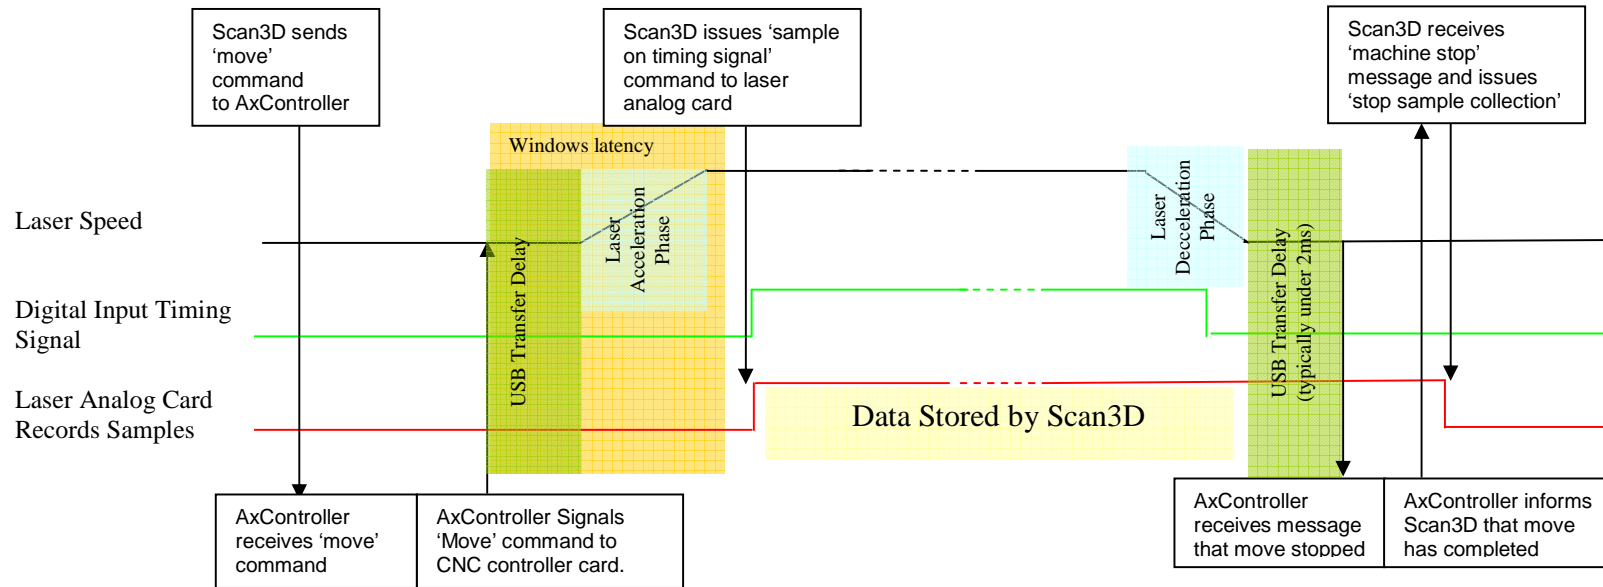 Scan3D sends
‘move’
command
to AxController
Scan3D issues ‘sample
on timing signal’
command to laser
analog card
Scan3D receives
‘machine stop’
message and issues
‘stop sample collection’
Windows latency
Laser Speed
Digital Input Timing
Signal
Laser Analog Card
Records Samples
USB Transfer Delay
Laser
Acceleration
Phase
Laser
Decceleration
Phase
USB Transfer Delay
(typically under 2ms)
Data Stored by Scan3D
AxController
receives ‘move’
command
AxController Signals
‘Move’ command to
CNC controller card.
AxController
receives message
that move stopped
AxController informs
Scan3D that move
has completed